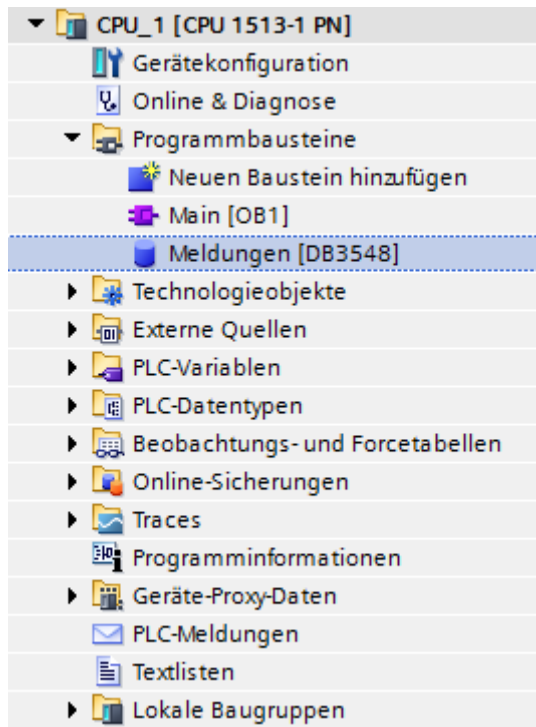 CPU_1 [CPU 1513-1 PN]
Gerätekonfiguration
Online & Diagnose
Programmbausteine
Neuen Baustein hinzufügen
Main [OB1]
Meldungen [DB3548]
Technologieobjekte
Externe Quellen
PLC-Variablen
PLC-Datentypen
Beobachtungs- und Forcetabellen
Online-Sicherungen
Traces
Programminformationen
Geräte-Proxy-Daten
PLC-Meldungen
Textlisten
Lokale Baugruppen